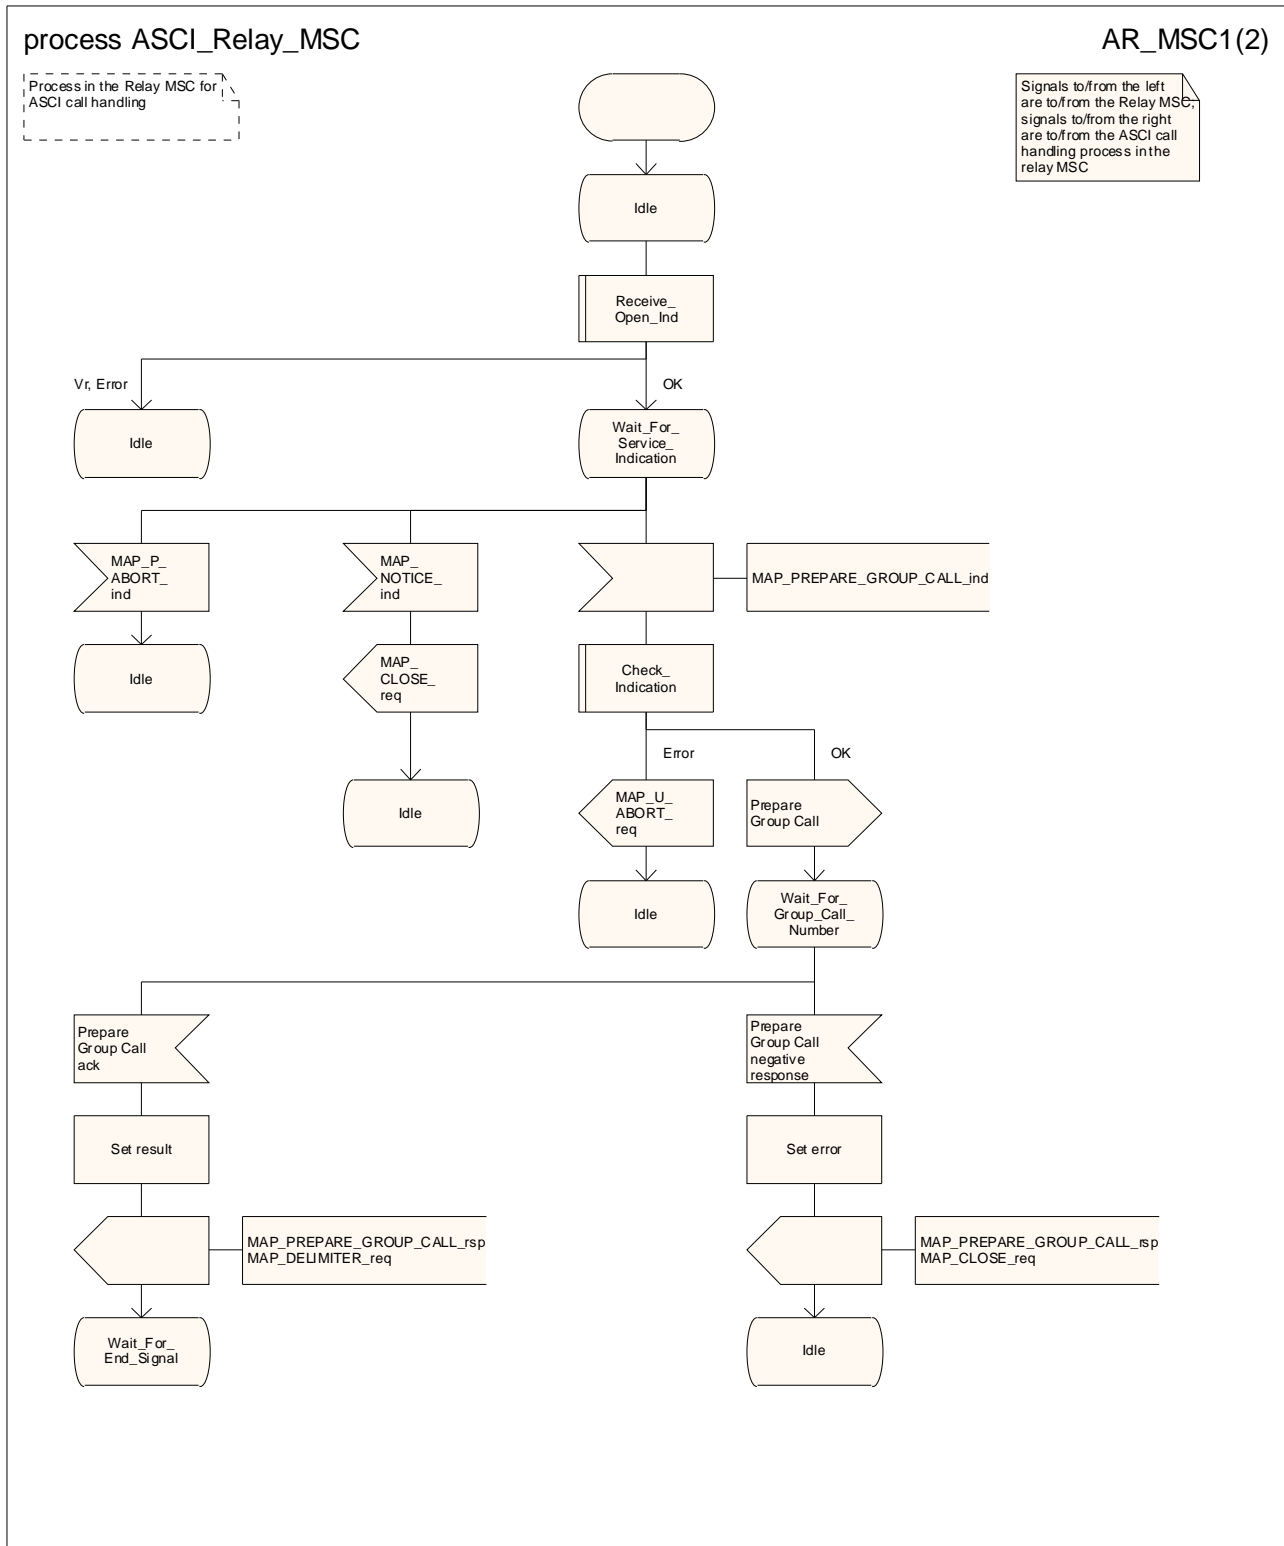 process ASCI_Relay_MSC
AR_MSC1(2)
Process in the Relay MSC for
ASCI call handling
Signals to/from the left
are to/from the Relay MSC;
signals to/from the right
are to/from the ASCI call
handling process in the
relay MSC
Idle
Receive_
Open_Ind
Vr, Error
OK
Idle
Wait_For_
Service_
Indication
MAP_P_
ABORT_
ind
MAP_
NOTICE_
ind
MAP_PREPARE_GROUP_CALL_ind
Idle
MAP_
CLOSE_
req
Check_
Indication
Error
OK
Idle
MAP_U_
ABORT_
req
Prepare
Group Call
Idle
Wait_For_
Group_Call_
Number
Prepare
Group Call
ack
Prepare
Group Call
negative
response
Set result
Set error
MAP_PREPARE_GROUP_CALL_rsp
MAP_DELIMITER_req
MAP_PREPARE_GROUP_CALL_rsp
MAP_CLOSE_req
Wait_For_
End_Signal
Idle